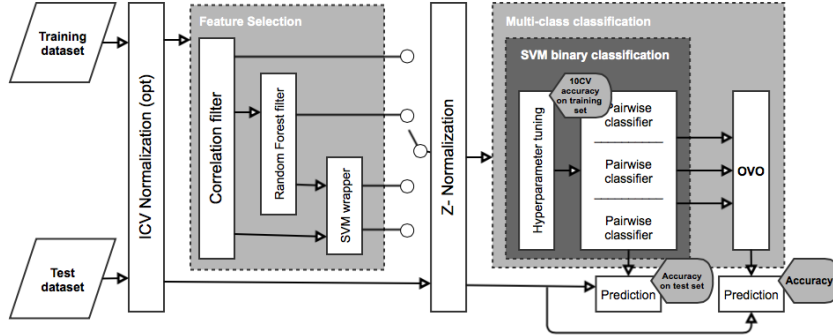 Training
dataset
Test
dataset
ICV Normalization (opt)
Feature Selection
Correlation filter
Random Forest filter
SVM wrapper
Z- Normalization
Multi-class classification
SVM binary classification
Hyperparameter tuning
10CV
accuracy
on training
set
Pairwise
classifier
Pairwise
classifier
Pairwise
classifier
OVO
Prediction
Accuracy
on test set
Prediction
Accuracy